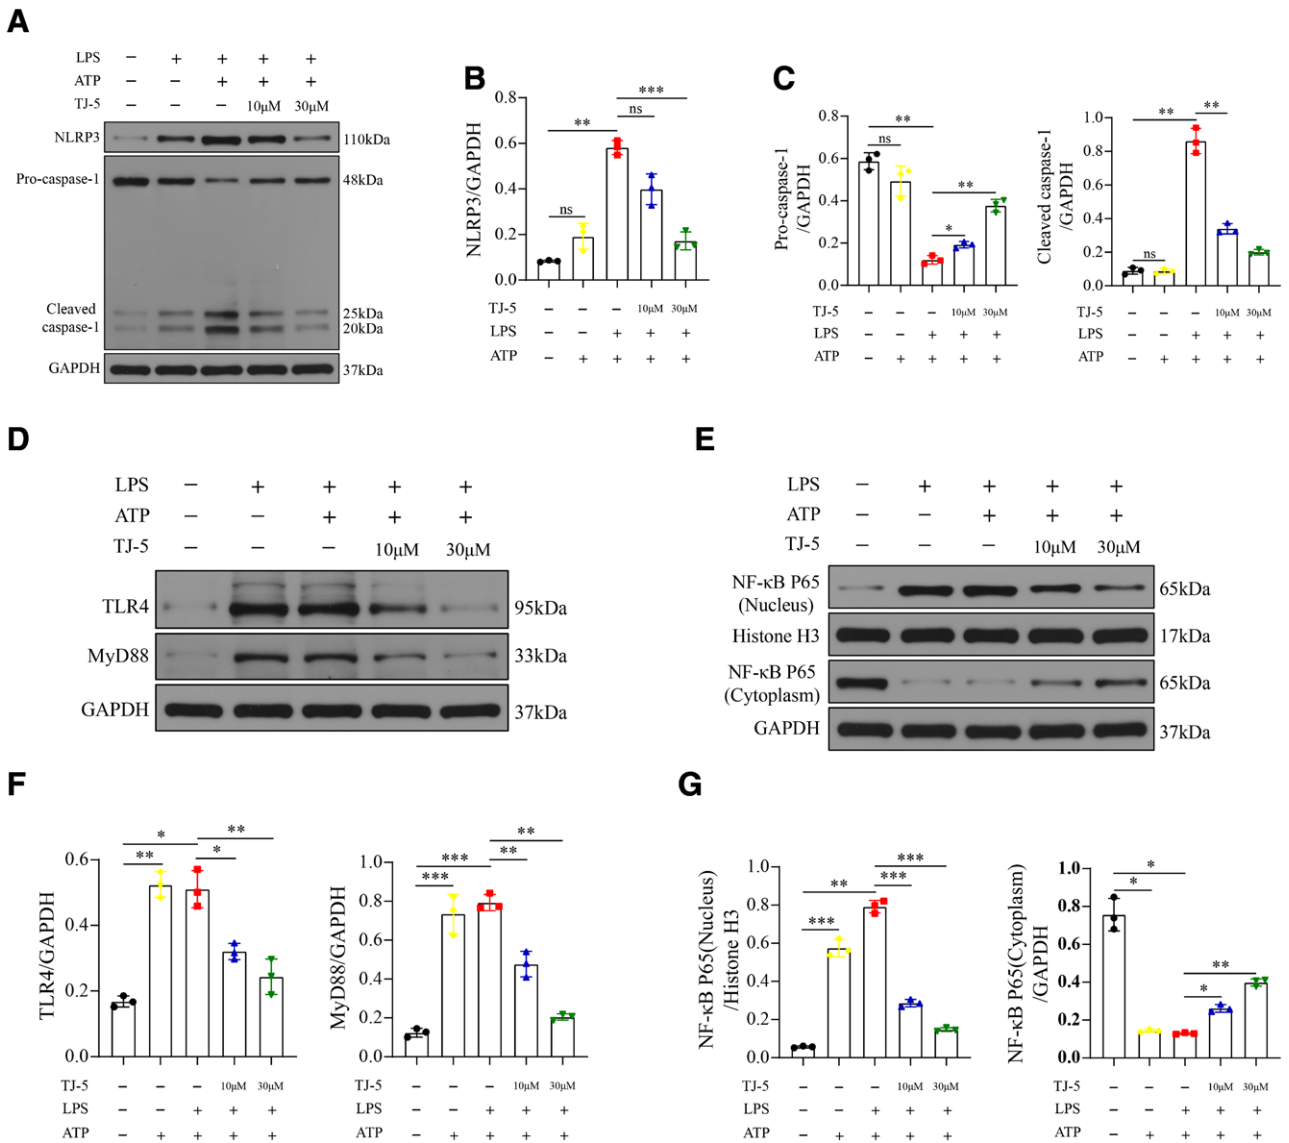 A
LPS − + + + +
ATP − − + + +
TJ-5 − − − 10μM 30μM
NLRP3 110kDa
Pro-caspase-1 48kDa
Cleaved caspase-1 25kDa
20kDa
GAPDH 37kDa
B
NLRP3/GAPDH
0.8
0.6
0.4
0.2
0.0
** ns ns ***
TJ-5 − − − 10μM 30μM
LPS − − + + +
ATP − + + + +
C
Pro-caspase-1
/GAPDH
0.8
0.6
0.4
0.2
0.0
** ns ** *
TJ-5 − − − 10μM 30μM
LPS − − + + +
ATP − + + + +
Cleaved caspase-1
/GAPDH
1.0
0.8
0.6
0.4
0.2
0.0
** ** ns
TJ-5 − − − 10μM 30μM
LPS − − + + +
ATP − + + + +
D
LPS − + + + +
ATP − − + + +
TJ-5 − − − 10μM 30μM
TLR4 95kDa
MyD88 33kDa
GAPDH 37kDa
E
LPS − + + + +
ATP − − + + +
TJ-5 − − − 10μM 30μM
NF-κB P65
(Nucleus) 65kDa
Histone H3 17kDa
NF-κB P65
(Cytoplasm) 65kDa
GAPDH 37kDa
F
TLR4/GAPDH
0.6
0.4
0.2
0.0
* ** ** *
TJ-5 − − − 10μM 30μM
LPS − − + + +
ATP − + + + +
MyD88/GAPDH
1.0
0.8
0.6
0.4
0.2
0.0
*** *** ** **
TJ-5 − − − 10μM 30μM
LPS − − + + +
ATP − + + + +
G
NF-κB P65(Nucleus)
/Histone H3
1.0
0.8
0.6
0.4
0.2
0.0
** *** *** ***
TJ-5 − − − 10μM 30μM
LPS − − + + +
ATP − + + + +
NF-κB P65(Cytoplasm)
/GAPDH
1.0
0.8
0.6
0.4
0.2
0.0
* * ** *
TJ-5 − − − 10μM 30μM
LPS − − + + +
ATP − + + + +